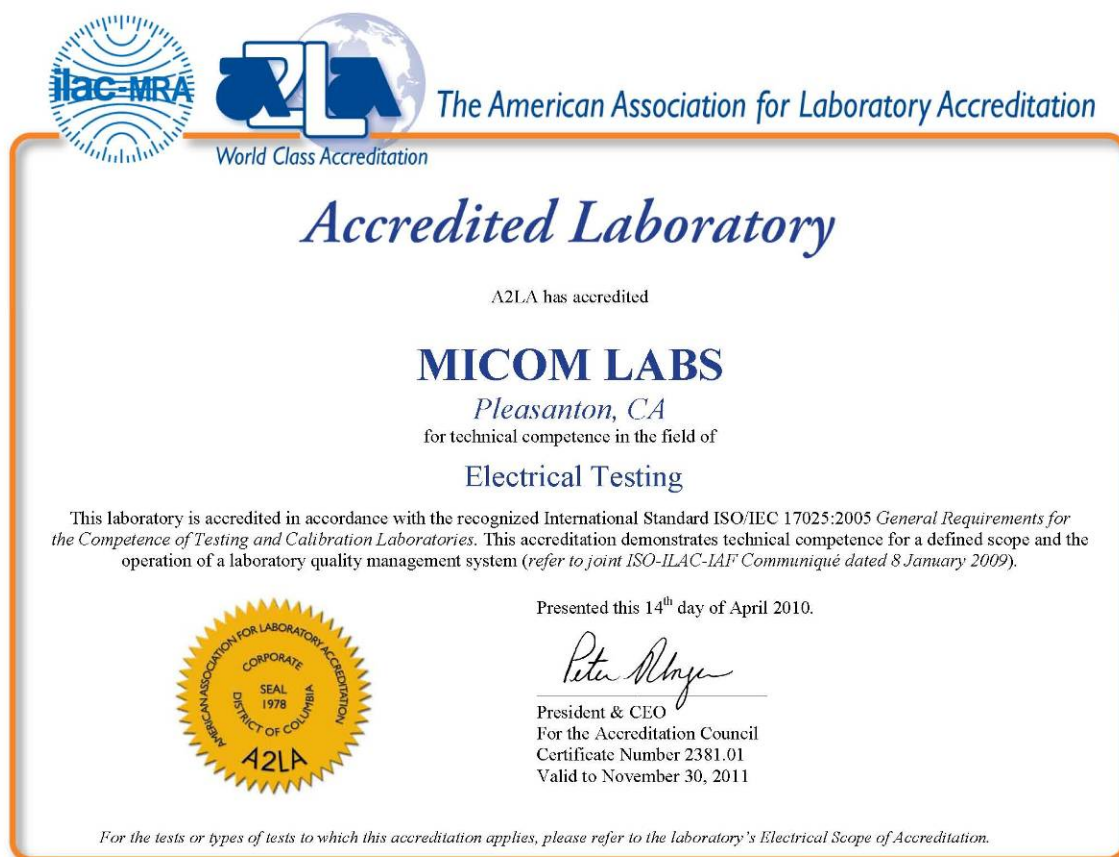 ilac-MRA
a2la
The American Association for Laboratory Accreditation
World Class Accreditation
Accredited Laboratory
A2LA has accredited
MICOM LABS
Pleasanton, CA
for technical competence in the field of
Electrical Testing
This laboratory is accredited in accordance with the recognized International Standard ISO/IEC 17025:2005 General Requirements for
the Competence of Testing and Calibration Laboratories. This accreditation demonstrates technical competence for a defined scope and the
operation of a laboratory quality management system (refer to joint ISO-ILAC-IAF Communiqué dated 8 January 2009).
AMERICAN ASSOCIATION FOR LABORATORY ACCREDITATION
CORPORATE
SEAL
1978
DISTRICT OF COLUMBIA
A2LA
Presented this 14th day of April 2010.
Peter
President & CEO
For the Accreditation Council
Certificate Number 2381.01
Valid to November 30, 2011
For the tests or types of tests to which this accreditation applies, please refer to the laboratory's Electrical Scope of Accreditation.